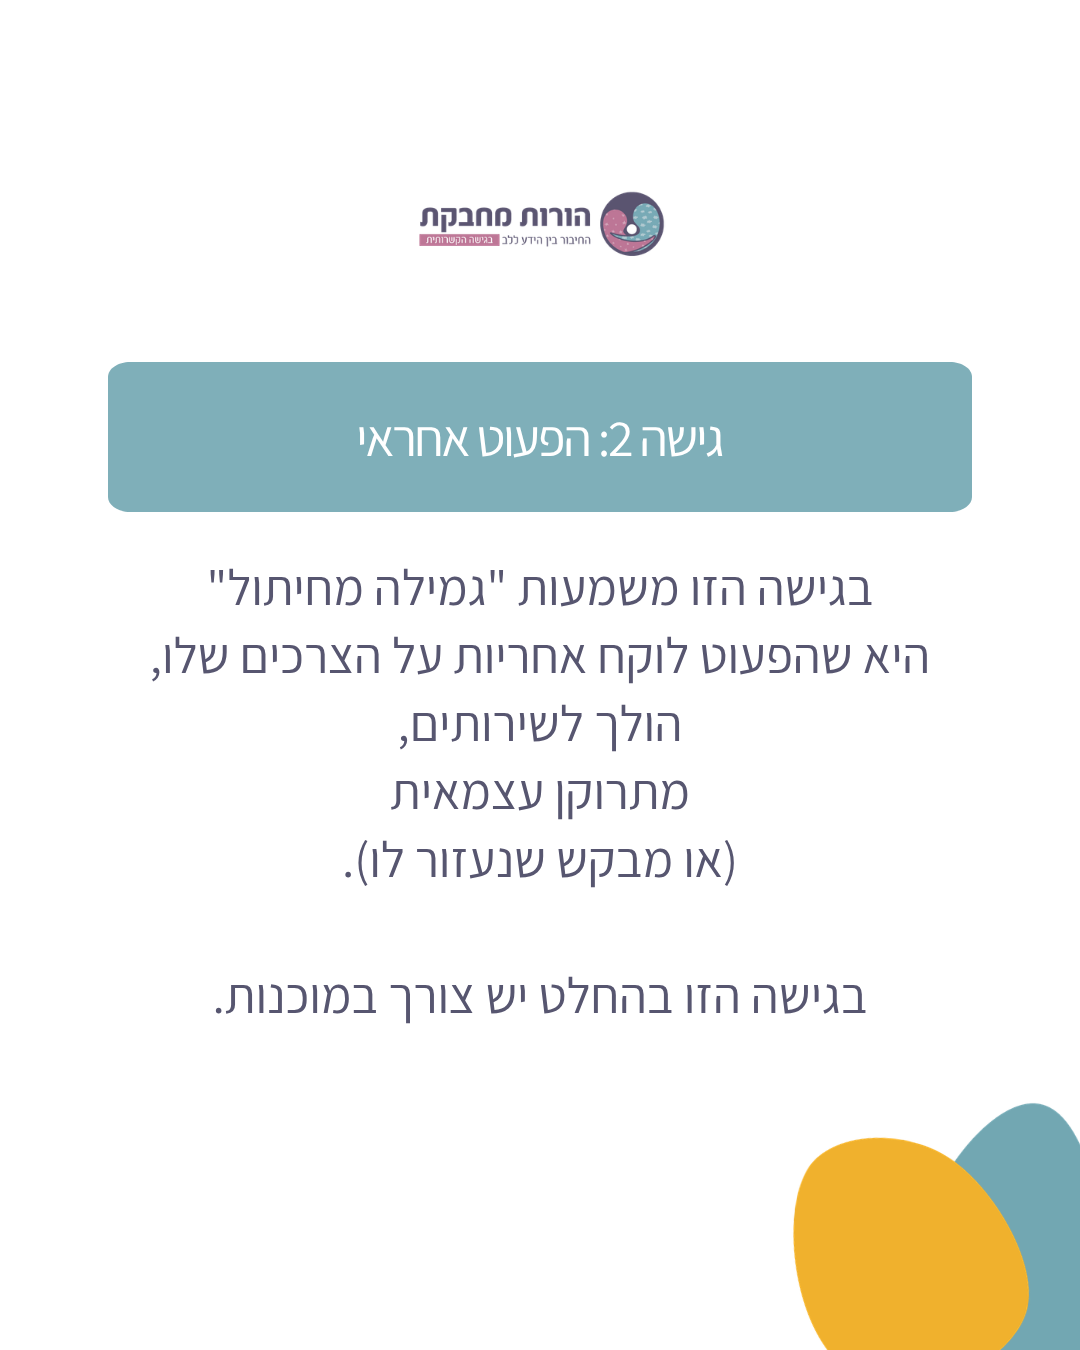 הורות מחבקת
החיבור בין הידע ללב בגישה הקשרותית
גישה 2: הפעוט אחראי
בגישה הזו משמעות "גמילה מחיתול"
היא שהפעוט לוקח אחריות על הצרכים שלו,
הולך לשירותים,
מתרוקן עצמאית
(או מבקש שנעזור לו).
בגישה הזו בהחלט יש צורך במוכנות.